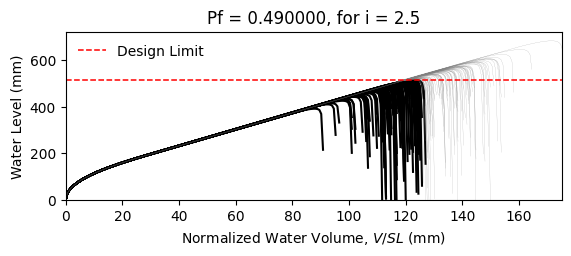 Pf = 0.490000, for i = 2.5
Design Limit
Water Level (mm)
600
400
200
0
0 20 40 60 80 100 120 140 160
Normalized Water Volume, V/SL (mm)